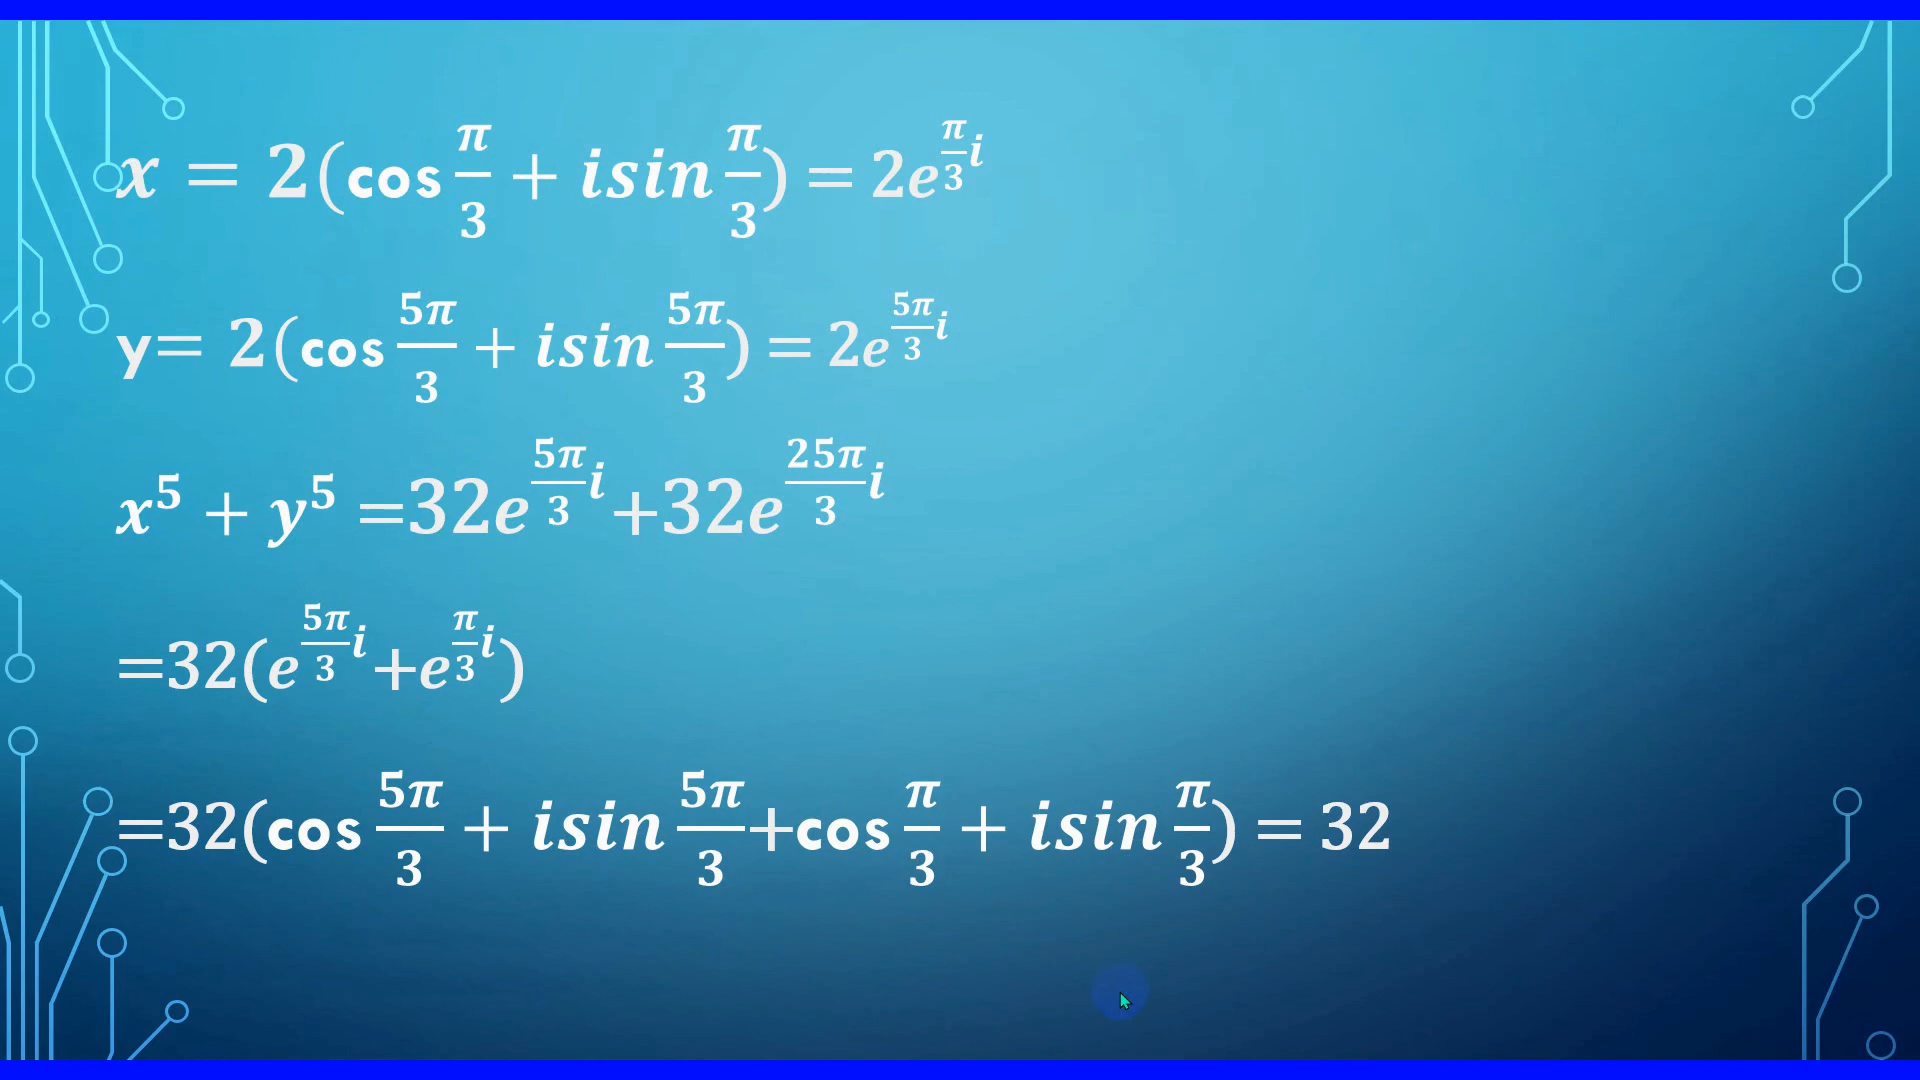 x = 2(cos π/3 + isin π/3) = 2e^(π/3 i)
y= 2(cos 5π/3 + isin 5π/3) = 2e^(5π/3 i)
x⁵ + y⁵ =32e^(5π/3 i)+32e^(25π/3 i)
=32(e^(5π/3 i)+e^(π/3 i))
=32(cos 5π/3 + isin 5π/3+cos π/3 + isin π/3) = 32